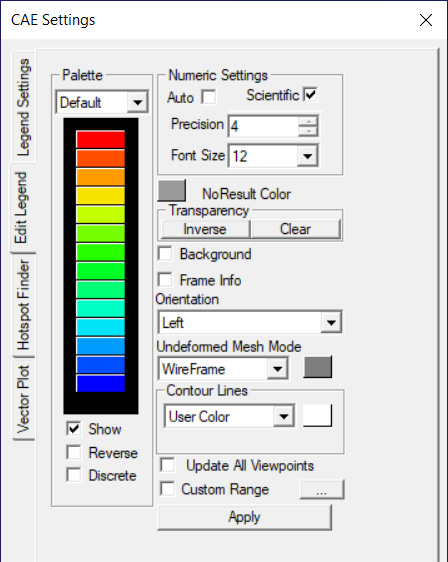 CAE Settings
Legend Settings
Edit Legend
Hotspot Finder
Vector Plot
Palette
Default
Show
Reverse
Discrete
Numeric Settings
Auto Scientific
Precision 4
Font Size 12
NoResult Color
Transparency
Inverse Clear
Background
Frame Info
Orientation
Left
Undeformed Mesh Mode
WireFrame
Contour Lines
User Color
Update All Viewpoints
Custom Range ...
Apply